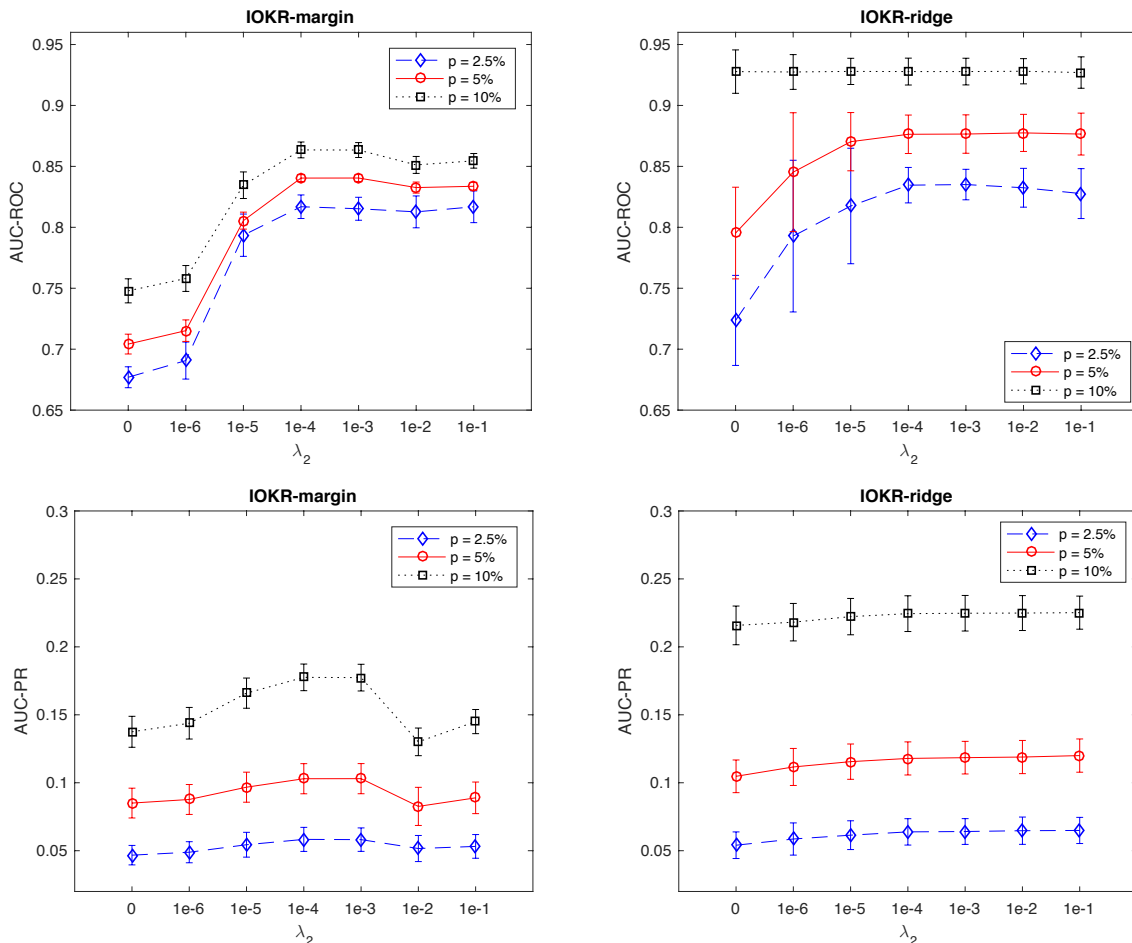 IOKR-margin
0.95
0.9
0.85
0.8
0.75
0.7
0.65
AUC-ROC
p = 2.5%
p = 5%
p = 10%
0 1e-6 1e-5 1e-4 1e-3 1e-2 1e-1
λ₂
IOKR-ridge
0.95
0.9
0.85
0.8
0.75
0.7
0.65
AUC-ROC
p = 2.5%
p = 5%
p = 10%
0 1e-6 1e-5 1e-4 1e-3 1e-2 1e-1
λ₂
IOKR-margin
0.3
0.25
0.2
0.15
0.1
0.05
AUC-PR
p = 2.5%
p = 5%
p = 10%
0 1e-6 1e-5 1e-4 1e-3 1e-2 1e-1
λ₂
IOKR-ridge
0.3
0.25
0.2
0.15
0.1
0.05
AUC-PR
p = 2.5%
p = 5%
p = 10%
0 1e-6 1e-5 1e-4 1e-3 1e-2 1e-1
λ₂